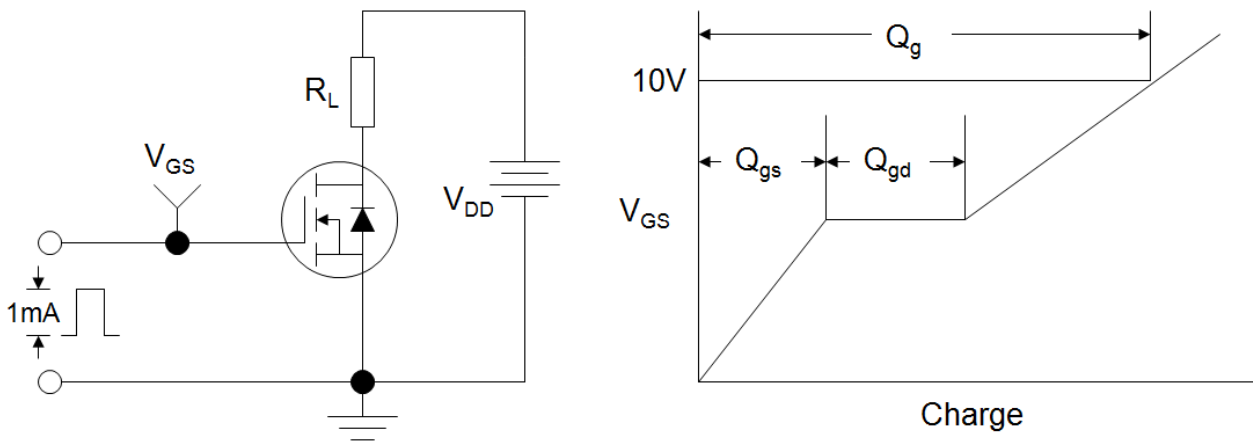 R_L
V_GS
V_DD
1mA
Q_g
10V
Q_gs
Q_gd
V_GS
Charge